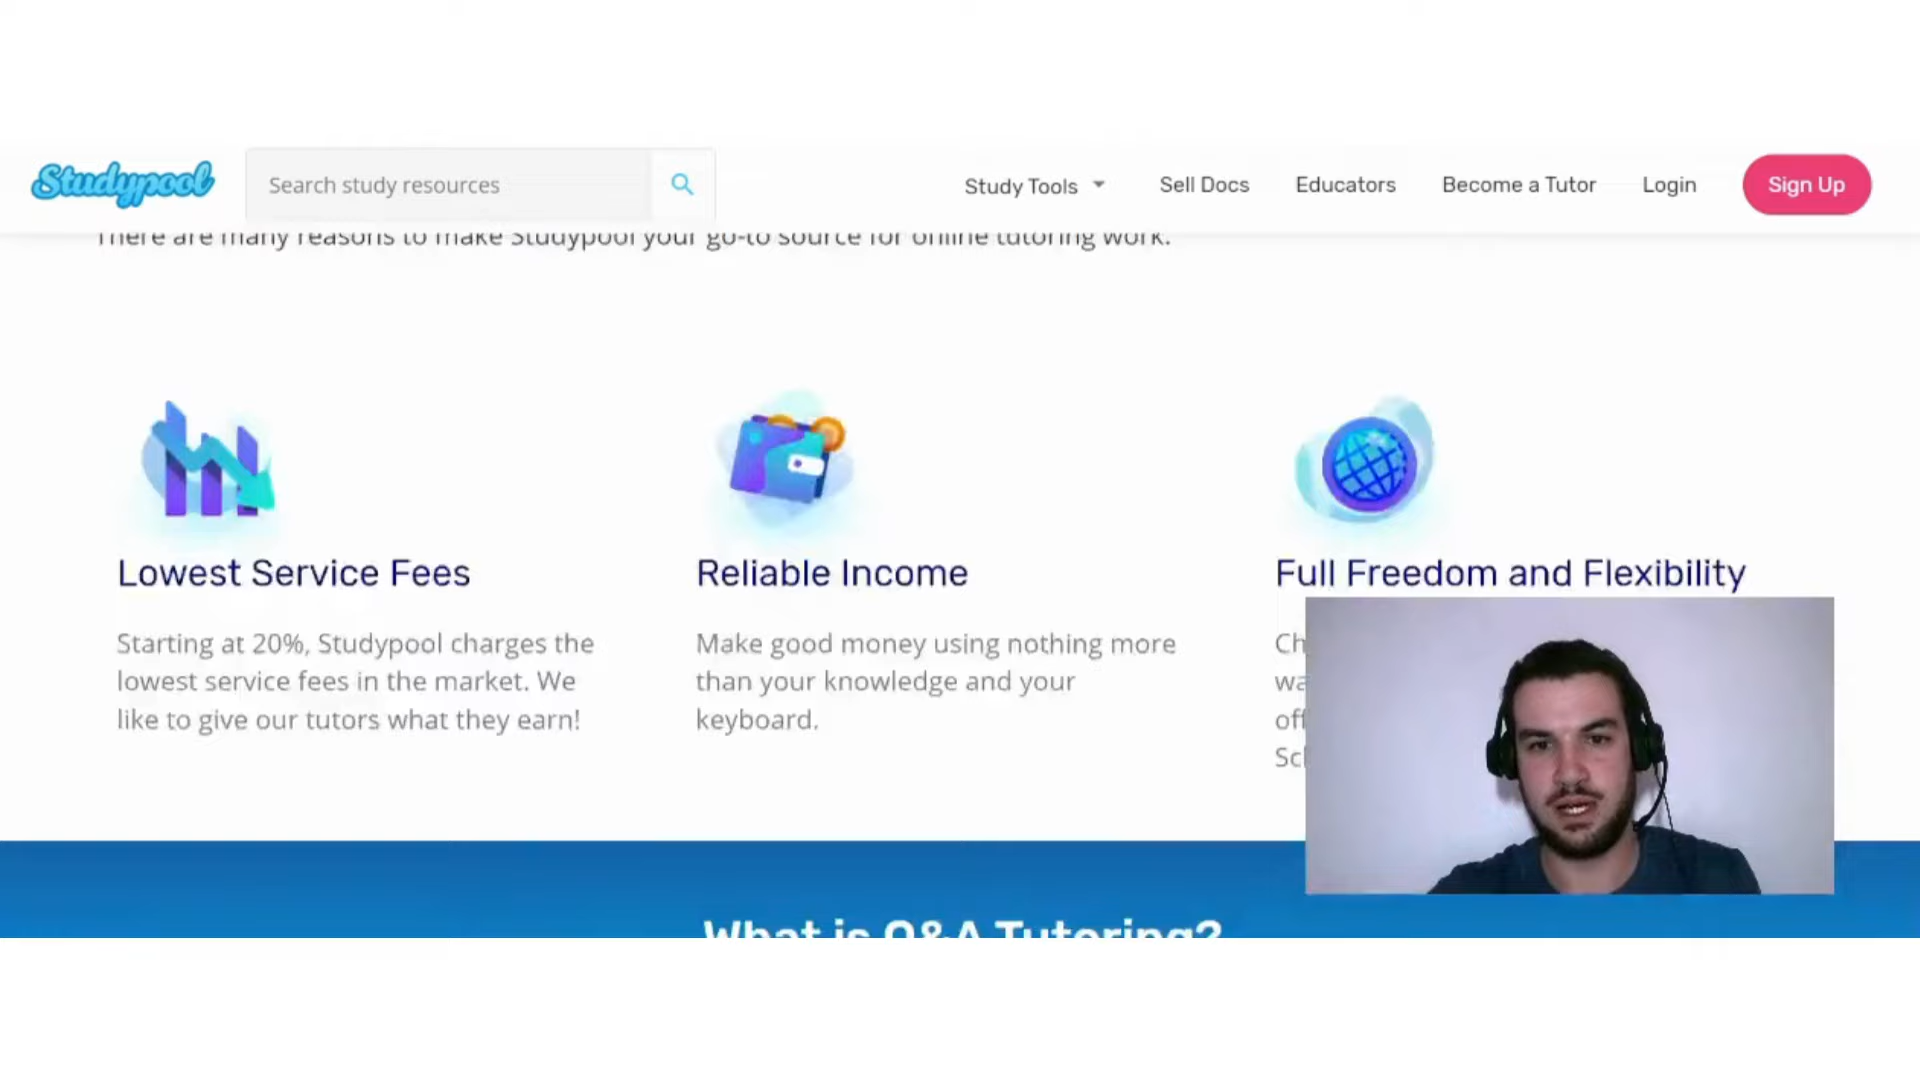 Studypool
Search study resources
Study Tools
Sell Docs
Educators
Become a Tutor
Login
Sign Up
There are many reasons to make Studypool your go-to source for online tutoring work.
Lowest Service Fees
Starting at 20%, Studypool charges the
lowest service fees in the market. We
like to give our tutors what they earn!
Reliable Income
Make good money using nothing more
than your knowledge and your
keyboard.
Full Freedom and Flexibility
What is Q&A Tutoring?